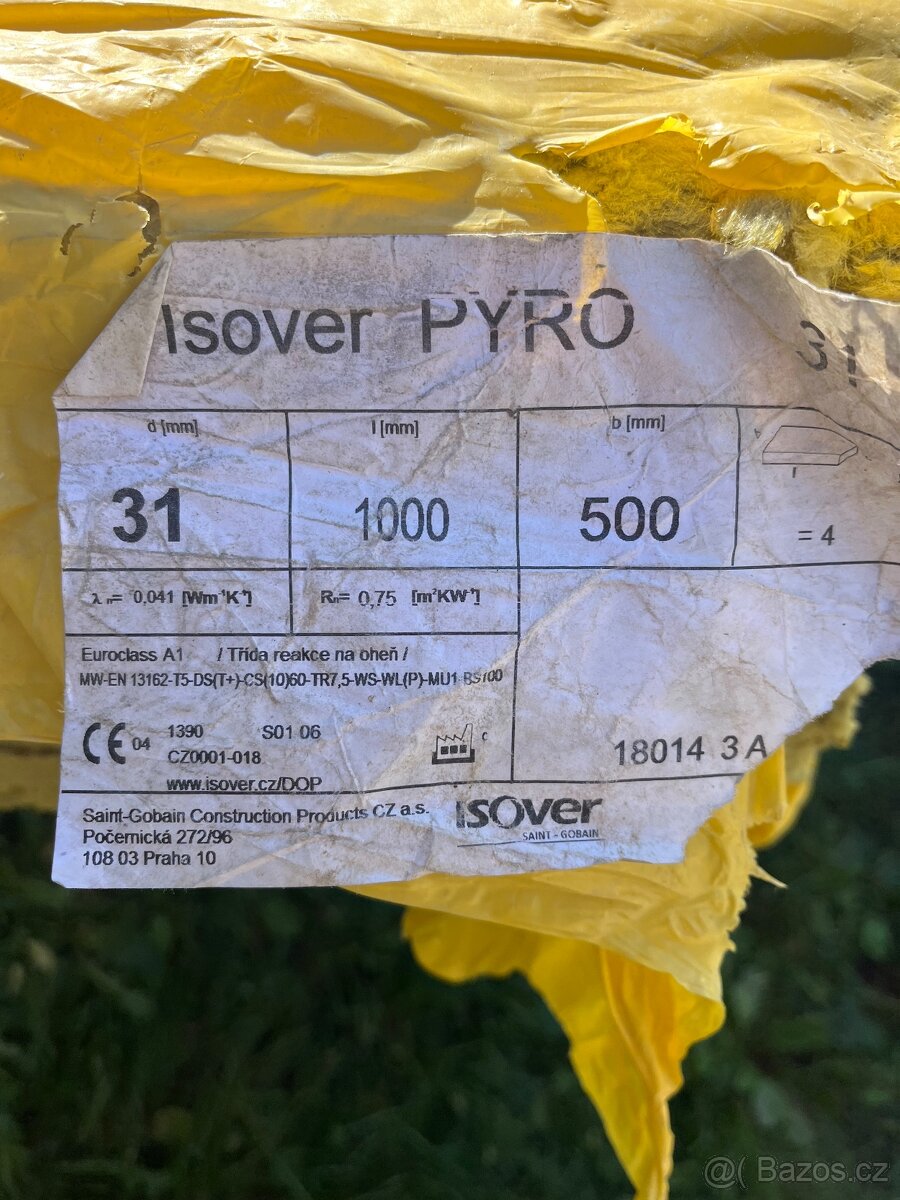 Isover PYRO 31
d [mm] l [mm] b [mm]
31 1000 500 = 4
λD= 0,041 [Wm⁻¹K⁻¹] RD= 0,75 [m²KW⁻¹]
Euroclass A1 / Třída reakce na oheň /
MW-EN 13162-T5-DS(T+)-CS(10)60-TR7,5-WS-WL(P)-MU1-BS100
CE 04 1390 S01 06 C
CZ0001-018
18014 3 A
www.isover.cz/DOP
Saint-Gobain Construction Products CZ a.s.
Počernická 272/96
108 03 Praha 10
isover
SAINT-GOBAIN
@( Bazos.cz